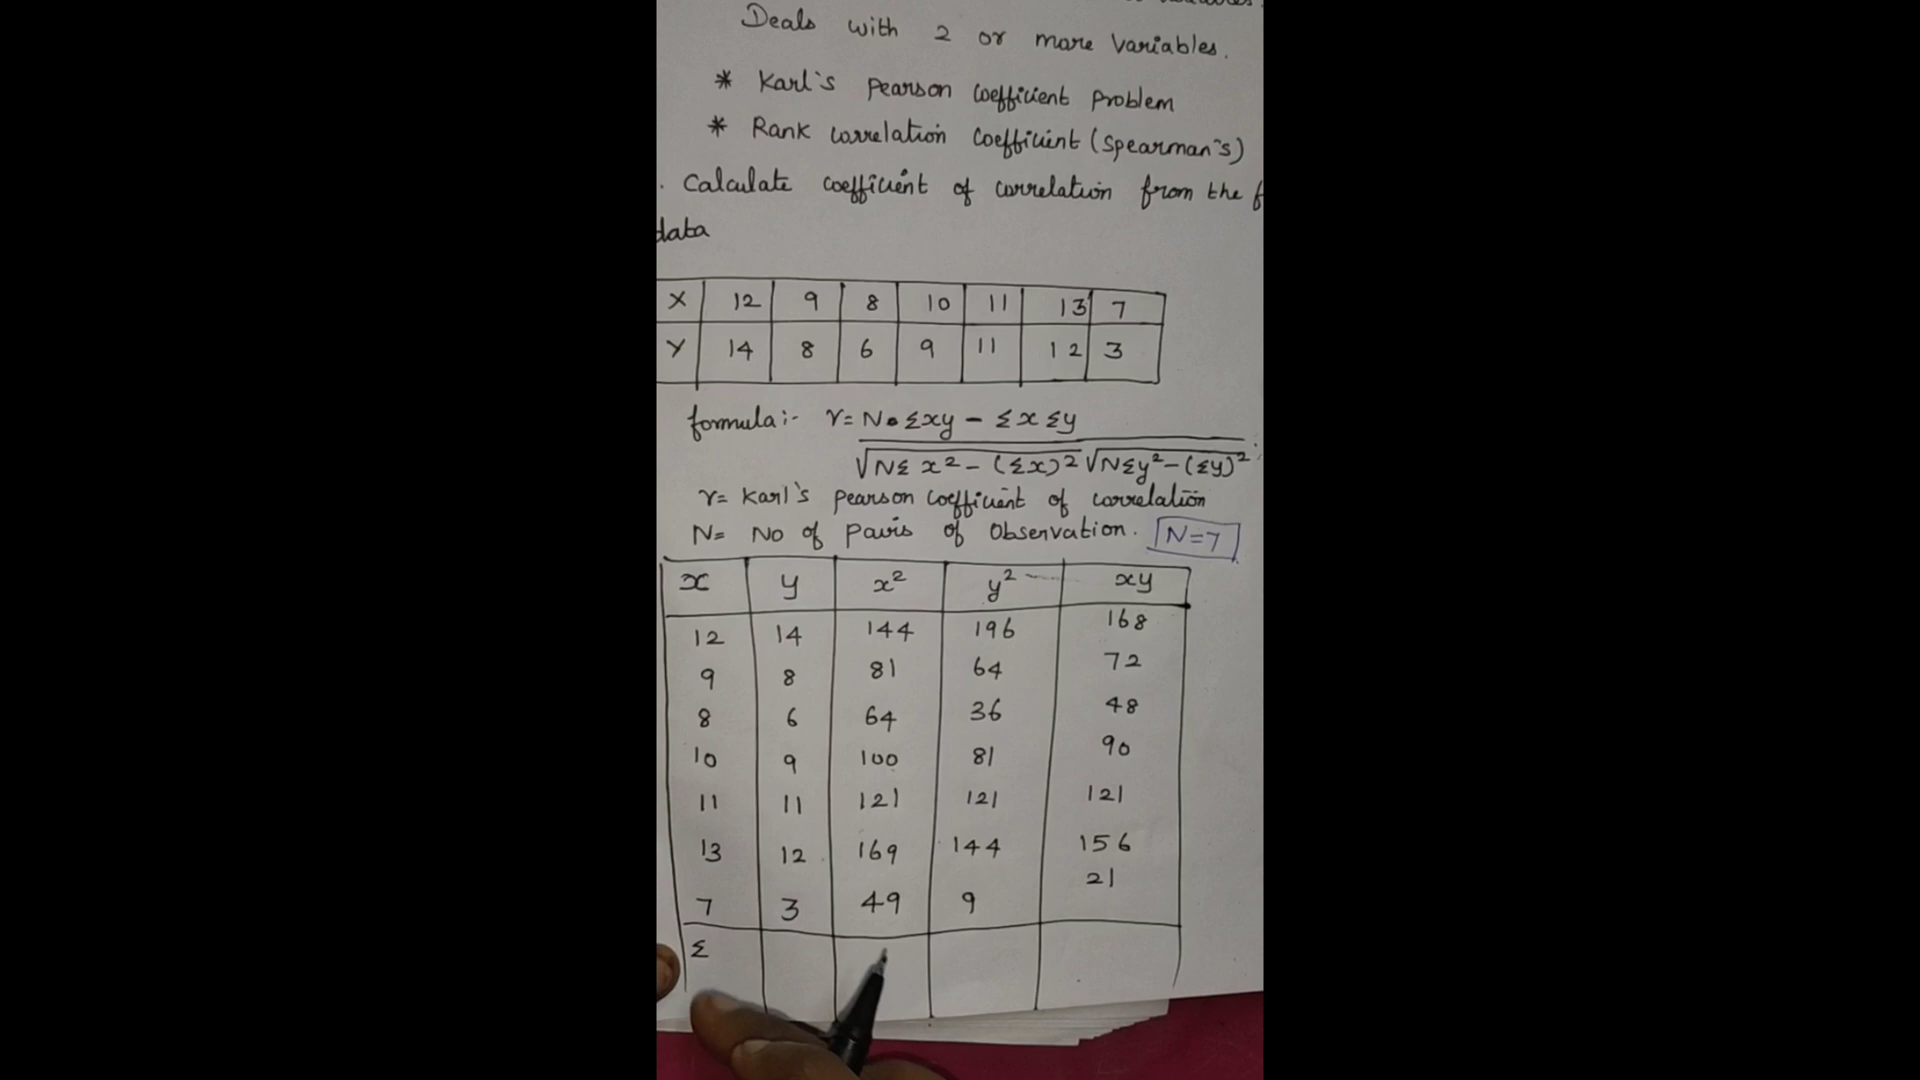 Deals with 2 or more variables.
* Karl's pearson coefficient problem
* Rank correlation coefficient (Spearman's)
. Calculate coefficient of correlation from the f
data
X 12 9 8 10 11 13 7
Y 14 8 6 9 11 12 3
formula:- r= N. Σxy - Σx Σy
√NΣx²-(Σx)² √NΣy²-(Σy)²
r= Karl's pearson coefficient of correlation
N= No of pairs of observation. N=7
x y x² y² xy
12 14 144 196 168
9 8 81 64 72
8 6 64 36 48
10 9 100 81 90
11 11 121 121 121
13 12 169 144 156
7 3 49 9 21
Σ